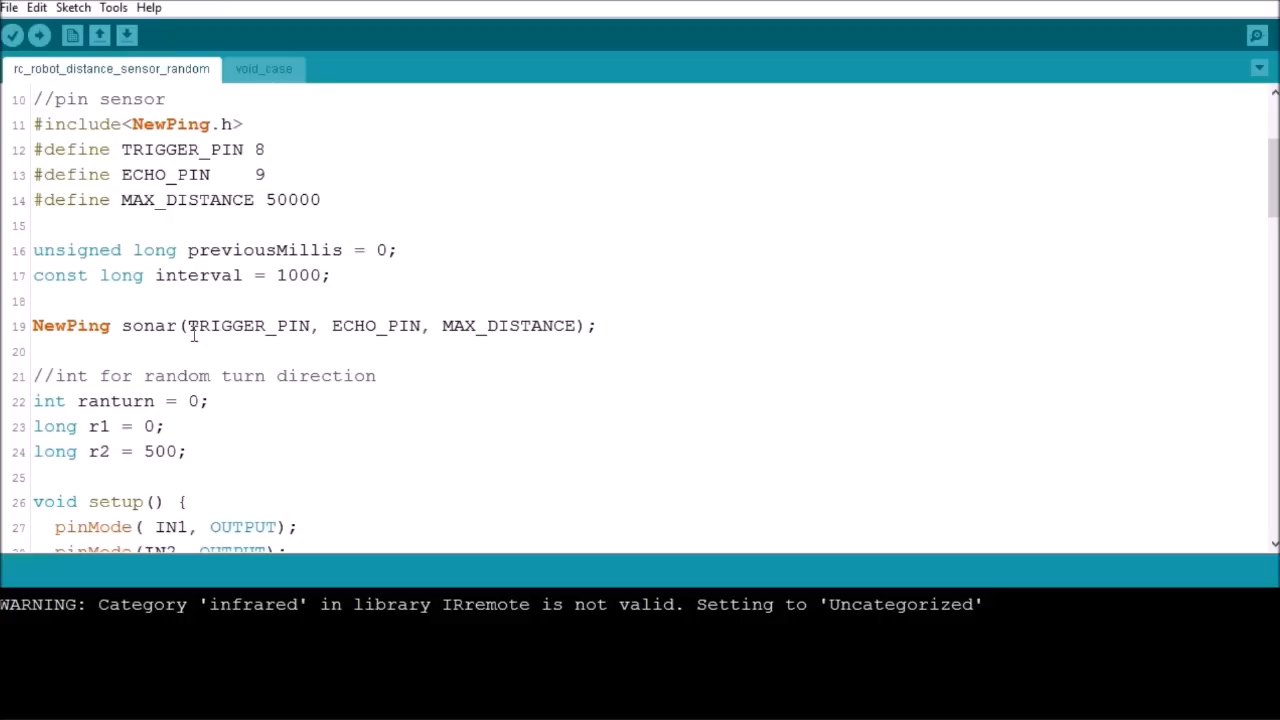 File Edit Sketch Tools Help
rc_robot_distance_sensor_random void_case
10 //pin sensor
11 #include<NewPing.h>
12 #define TRIGGER_PIN 8
13 #define ECHO_PIN    9
14 #define MAX_DISTANCE 50000
15
16 unsigned long previousMillis = 0;
17 const long interval = 1000;
18
19 NewPing sonar(TRIGGER_PIN, ECHO_PIN, MAX_DISTANCE);
20
21 //int for random turn direction
22 int ranturn = 0;
23 long r1 = 0;
24 long r2 = 500;
25
26 void setup() {
27   pinMode( IN1, OUTPUT);
28   pinMode(IN2, OUTPUT);
WARNING: Category 'infrared' in library IRremote is not valid. Setting to 'Uncategorized'